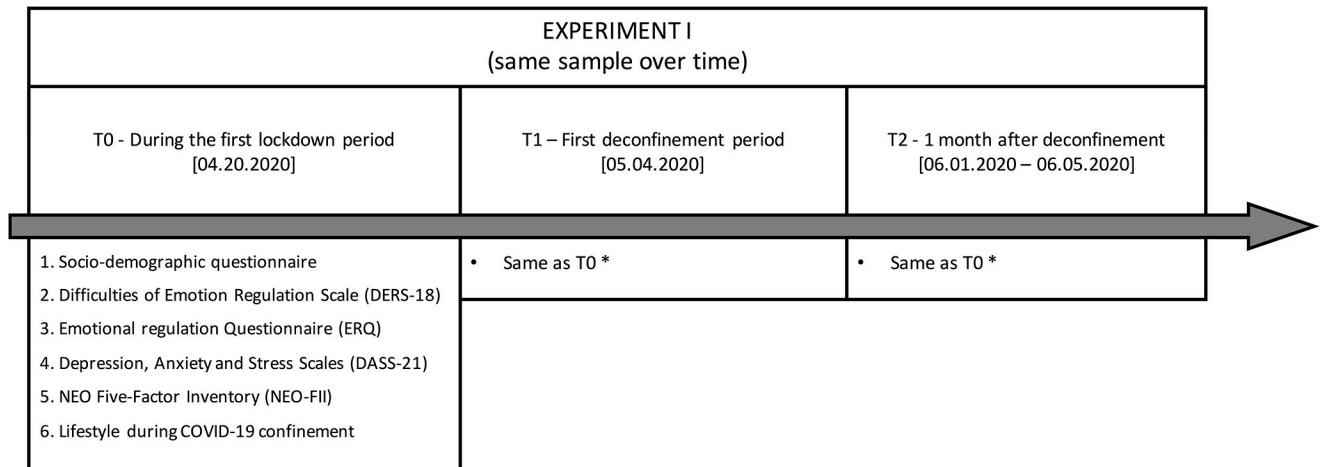 EXPERIMENT I
(same sample over time)
T0 - During the first lockdown period
[04.20.2020]
T1 – First deconfinement period
[05.04.2020]
T2 - 1 month after deconfinement
[06.01.2020 – 06.05.2020]
1. Socio-demographic questionnaire
2. Difficulties of Emotion Regulation Scale (DERS-18)
3. Emotional regulation Questionnaire (ERQ)
4. Depression, Anxiety and Stress Scales (DASS-21)
5. NEO Five-Factor Inventory (NEO-FII)
6. Lifestyle during COVID-19 confinement
• Same as T0 *
• Same as T0 *